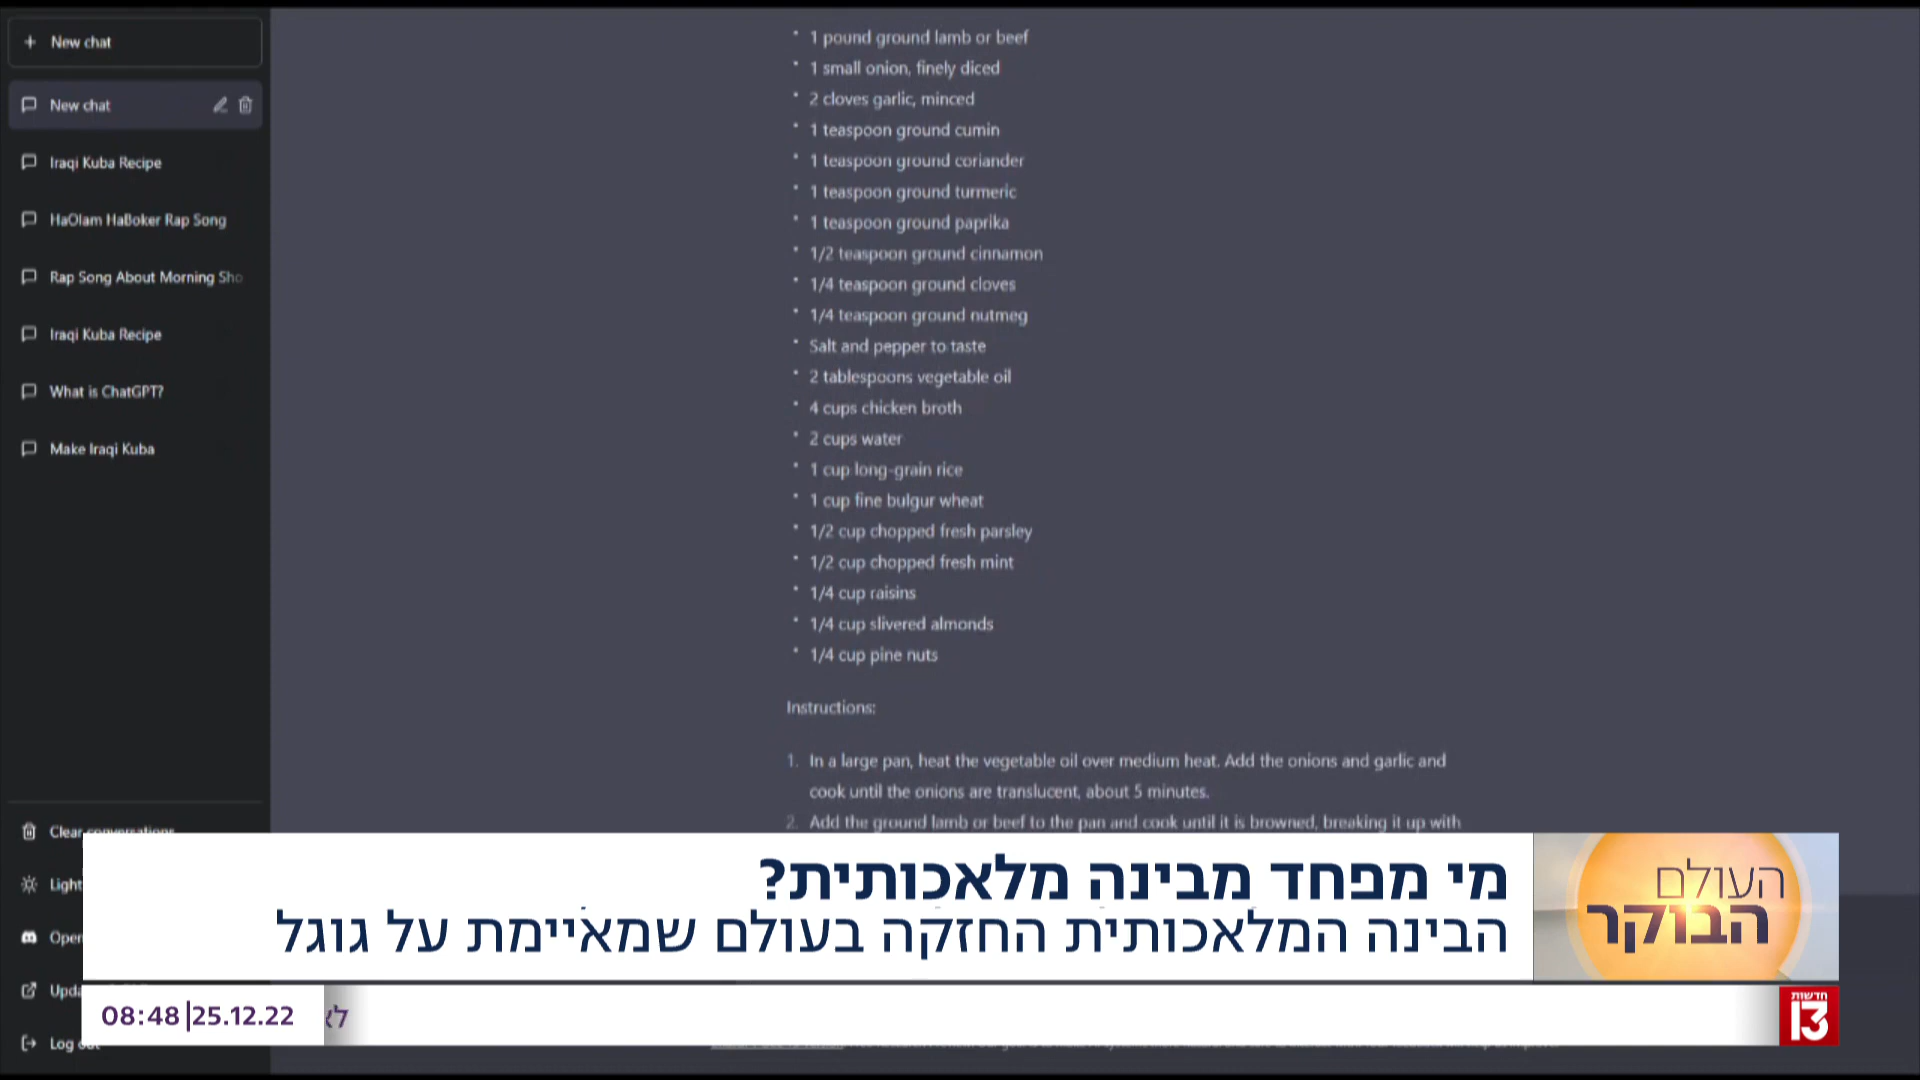 New chat
New chat
Iraqi Kuba Recipe
HaOlam HaBoker Rap Song
Rap Song About Morning Sho
Iraqi Kuba Recipe
What is ChatGPT?
Make Iraqi Kuba
Clear conversations
Light
Open
Upda
Log out
1 pound ground lamb or beef
1 small onion, finely diced
2 cloves garlic, minced
1 teaspoon ground cumin
1 teaspoon ground coriander
1 teaspoon ground turmeric
1 teaspoon ground paprika
1/2 teaspoon ground cinnamon
1/4 teaspoon ground cloves
1/4 teaspoon ground nutmeg
Salt and pepper to taste
2 tablespoons vegetable oil
4 cups chicken broth
2 cups water
1 cup long-grain rice
1 cup fine bulgur wheat
1/2 cup chopped fresh parsley
1/2 cup chopped fresh mint
1/4 cup raisins
1/4 cup slivered almonds
1/4 cup pine nuts
Instructions:
1. In a large pan, heat the vegetable oil over medium heat. Add the onions and garlic and
cook until the onions are translucent, about 5 minutes.
2. Add the ground lamb or beef to the pan and cook until it is browned, breaking it up with
מי מפחד מבינה מלאכותית?
הבינה המלאכותית החזקה בעולם שמאיימת על גוגל
העולם
הבוקר
08:48|25.12.22
חדשות
13